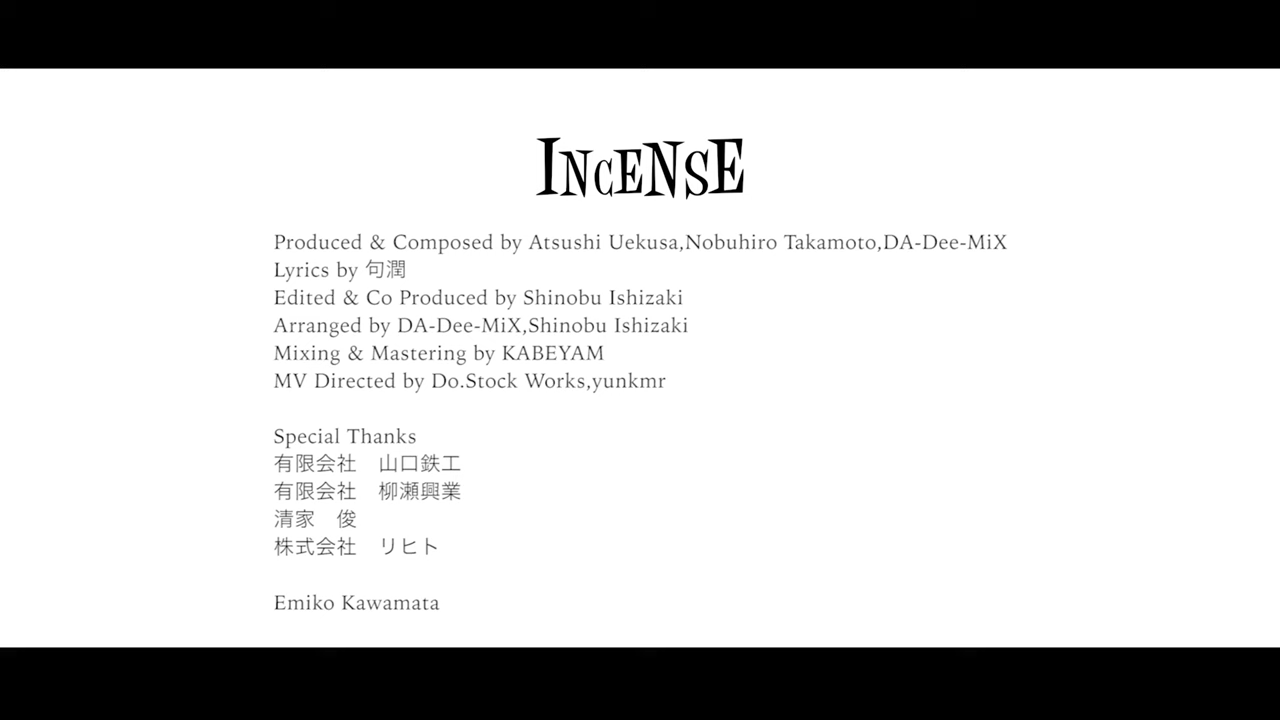 INCENSE
Produced & Composed by Atsushi Uekusa,Nobuhiro Takamoto,DA-Dee-MiX
Lyrics by 句潤
Edited & Co Produced by Shinobu Ishizaki
Arranged by DA-Dee-MiX,Shinobu Ishizaki
Mixing & Mastering by KABEYAM
MV Directed by Do.Stock Works,yunkmr
Special Thanks
有限会社　山口鉄工
有限会社　柳瀬興業
清家　俊
株式会社　リヒト
Emiko Kawamata